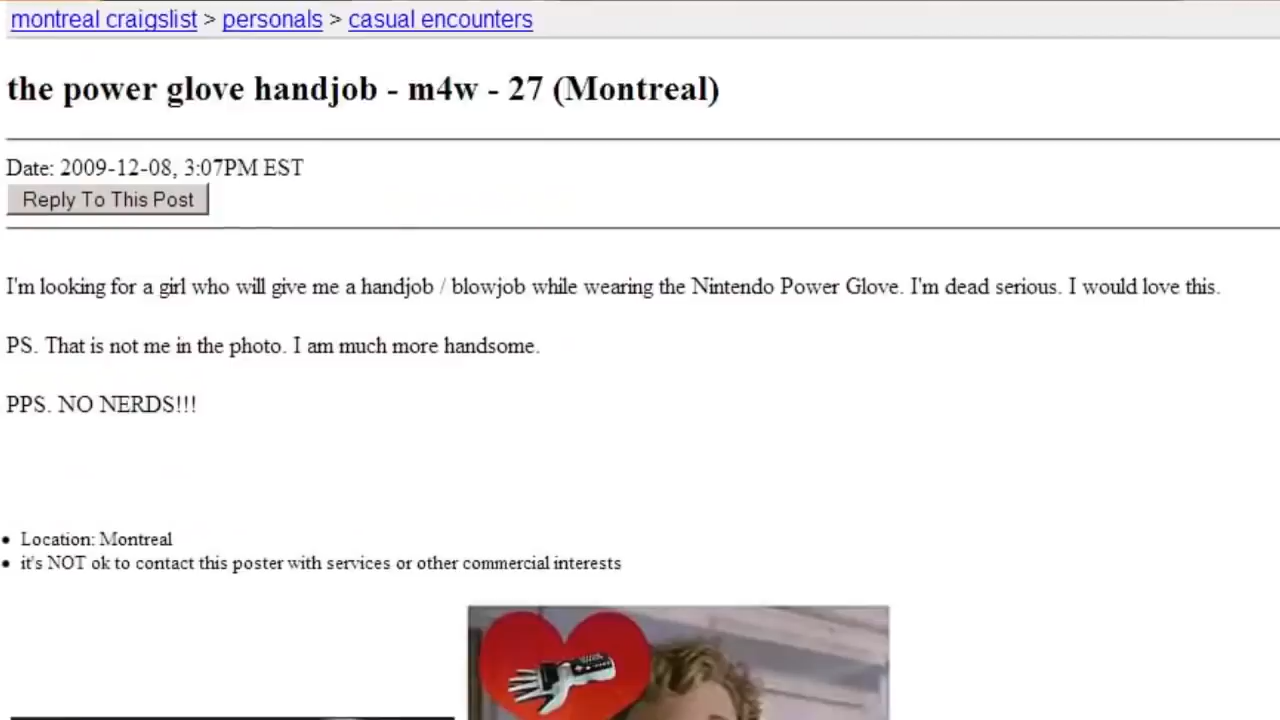 montreal craigslist > personals > casual encounters
the power glove handjob - m4w - 27 (Montreal)
Date: 2009-12-08, 3:07PM EST
Reply To This Post
I'm looking for a girl who will give me a handjob / blowjob while wearing the Nintendo Power Glove. I'm dead serious. I would love this.
PS. That is not me in the photo. I am much more handsome.
PPS. NO NERDS!!!
Location: Montreal
it's NOT ok to contact this poster with services or other commercial interests